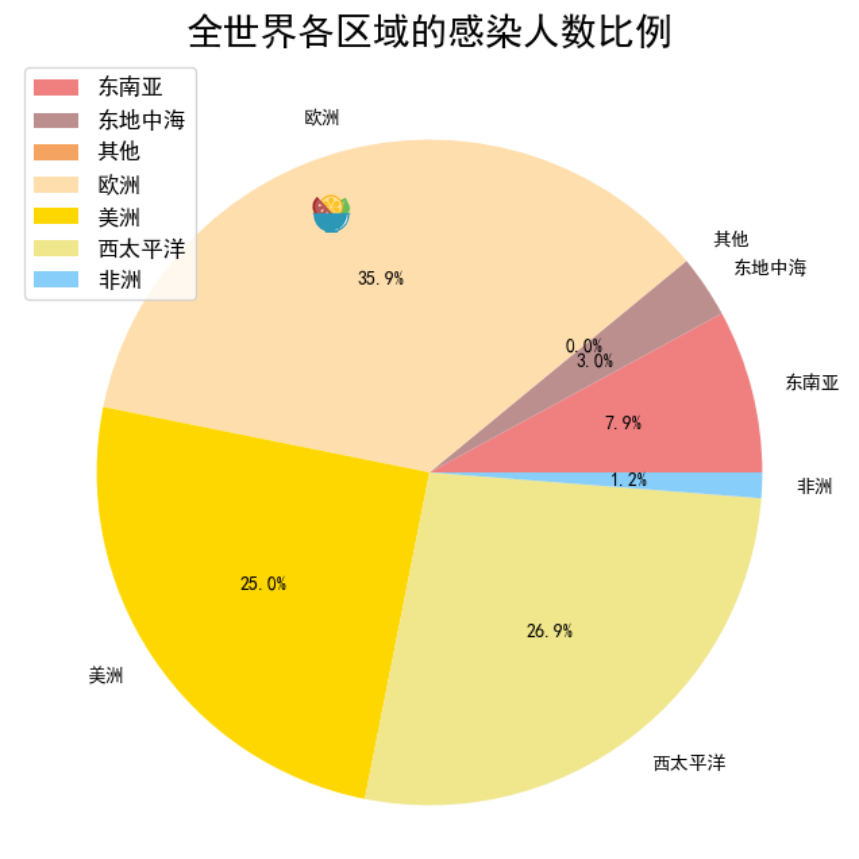 全世界各区域的感染人数比例
东南亚
东地中海
其他
欧洲
美洲
西太平洋
非洲
欧洲
其他
东地中海
35.9%
0.0%
3.0%
东南亚
7.9%
1.2%
非洲
25.0%
26.9%
美洲
西太平洋